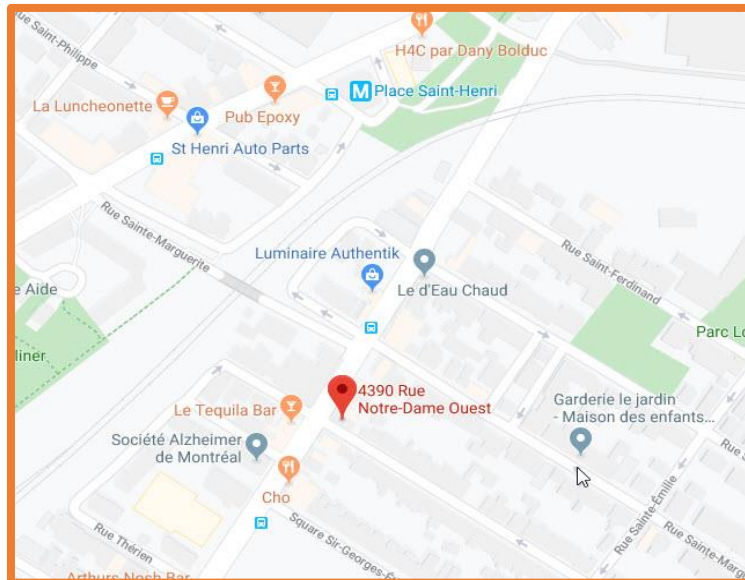 Rue Saint-Philippe
H4C par Dany Bolduc
La Luncheonette
Pub Epoxy
M Place Saint-Henri
St Henri Auto Parts
Rue Sainte-Marguerite
Luminaire Authentik
Le d'Eau Chaud
Rue Saint-Ferdinand
e Aide
liner
Parc Lo
4390 Rue
Notre-Dame Ouest
Le Tequila Bar
Garderie le jardin
- Maison des enfants...
Société Alzheimer
de Montréal
Cho
Rue S
Rue Thérien
Square Sir-Georges-É
Rue Sainte-Émilie
Rue Sainte-Mar
Arthurs Nosh Bar